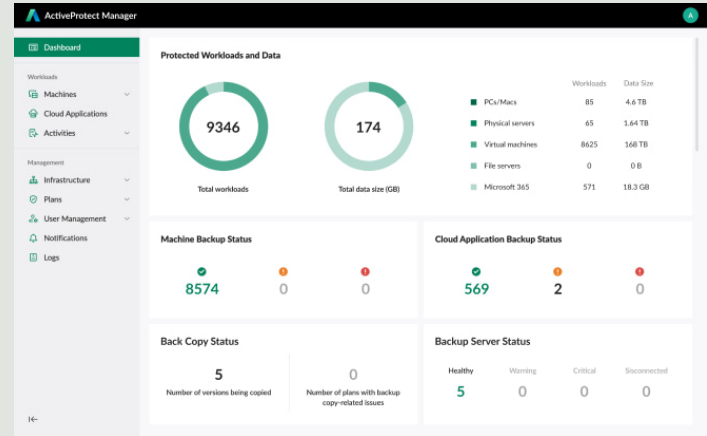 ActiveProtect Manager
A
Dashboard
Workloads
Machines
Cloud Applications
Activities
Management
Infrastructure
Plans
User Management
Notifications
Logs
Protected Workloads and Data
9346
Total workloads
174
Total data size (GB)
Workloads Data Size
PCs/Macs 85 4.6 TB
Physical servers 65 1.64 TB
Virtual machines 8625 168 TB
File servers 0 0 B
Microsoft 365 571 18.3 GB
Machine Backup Status
8574 0 0
Cloud Application Backup Status
569 2 0
Back Copy Status
5 0
Number of versions being copied
Number of plans with backup
copy-related issues
Backup Server Status
Healthy Warning Critical Sisconnected
5 0 0 0